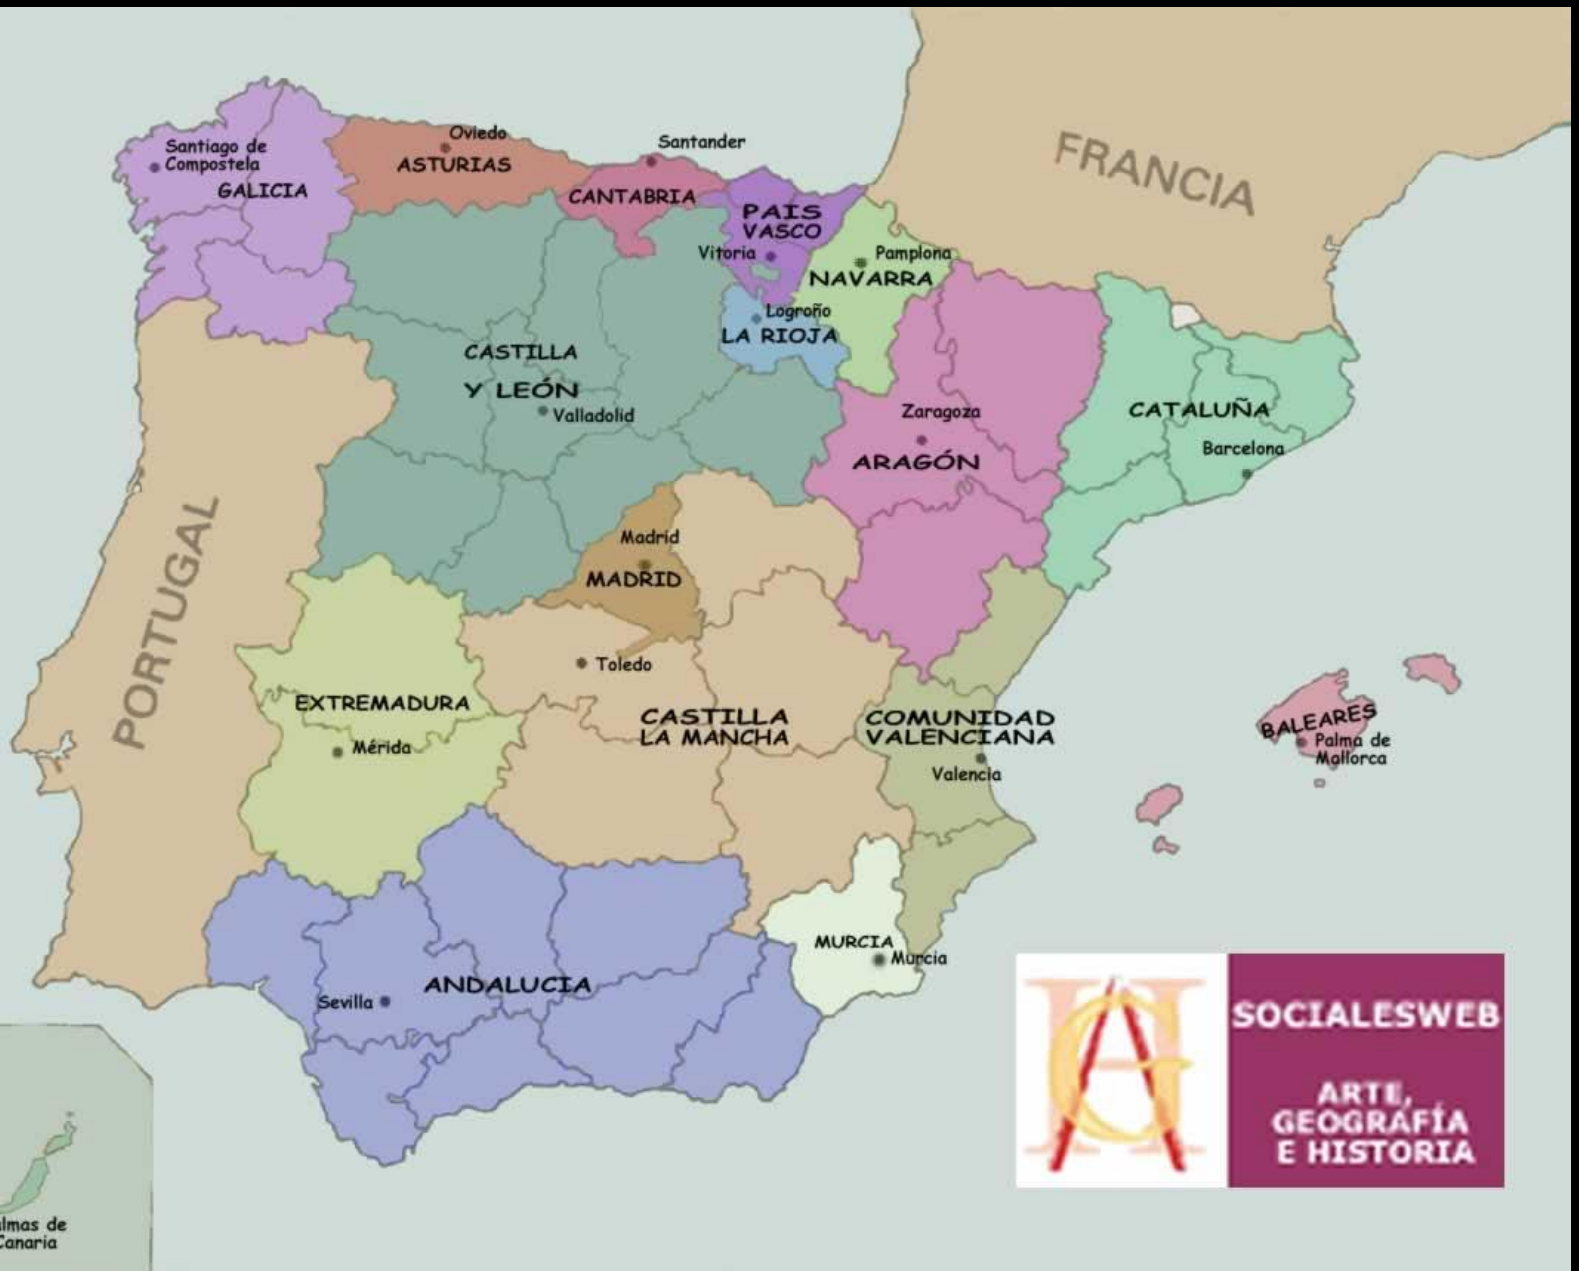 FRANCIA
Oviedo
ASTURIAS
Santander
CANTABRIA
Santiago de
Compostela
GALICIA
PAIS
VASCO
Vitoria
Pamplona
NAVARRA
Logroño
LA RIOJA
CASTILLA
Y LEÓN
Valladolid
Zaragoza
ARAGÓN
CATALUÑA
Barcelona
PORTUGAL
Madrid
MADRID
Toledo
EXTREMADURA
Mérida
CASTILLA
LA MANCHA
COMUNIDAD
VALENCIANA
Valencia
BALEARES
Palma de
Mallorca
MURCIA
Murcia
ANDALUCIA
Sevilla
SOCIALESWEB
ARTE,
GEOGRAFÍA
E HISTORIA
almas de
Canaria